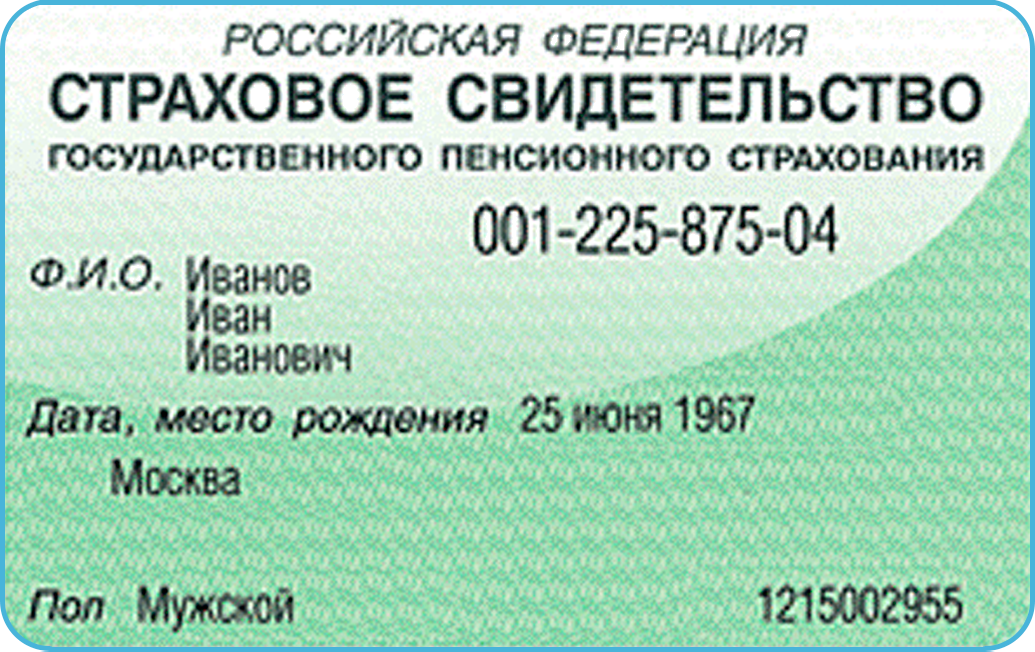 РОССИЙСКАЯ ФЕДЕРАЦИЯ
СТРАХОВОЕ СВИДЕТЕЛЬСТВО
ГОСУДАРСТВЕННОГО ПЕНСИОННОГО СТРАХОВАНИЯ
001-225-875-04
Ф.И.О. Иванов
Иван
Иванович
Дата, место рождения 25 июня 1967
Москва
Пол Мужской 1215002955